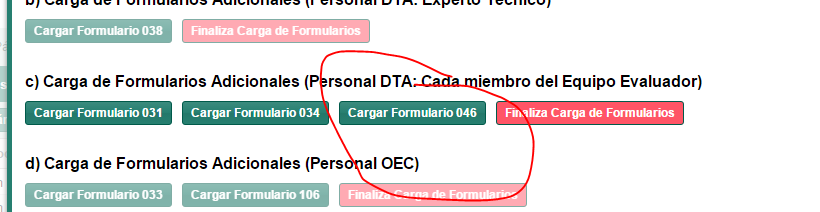 b) Carga de Formularios Adicionales (Personal DTA: Experto Técnico)
Cargar Formulario 038 Finaliza Carga de Formularios
c) Carga de Formularios Adicionales (Personal DTA: Cada miembro del Equipo Evaluador)
Cargar Formulario 031 Cargar Formulario 034 Cargar Formulario 046 Finaliza Carga de Formularios
d) Carga de Formularios Adicionales (Personal OEC)
Cargar Formulario 033 Cargar Formulario 106 Finaliza Carga de Formularios